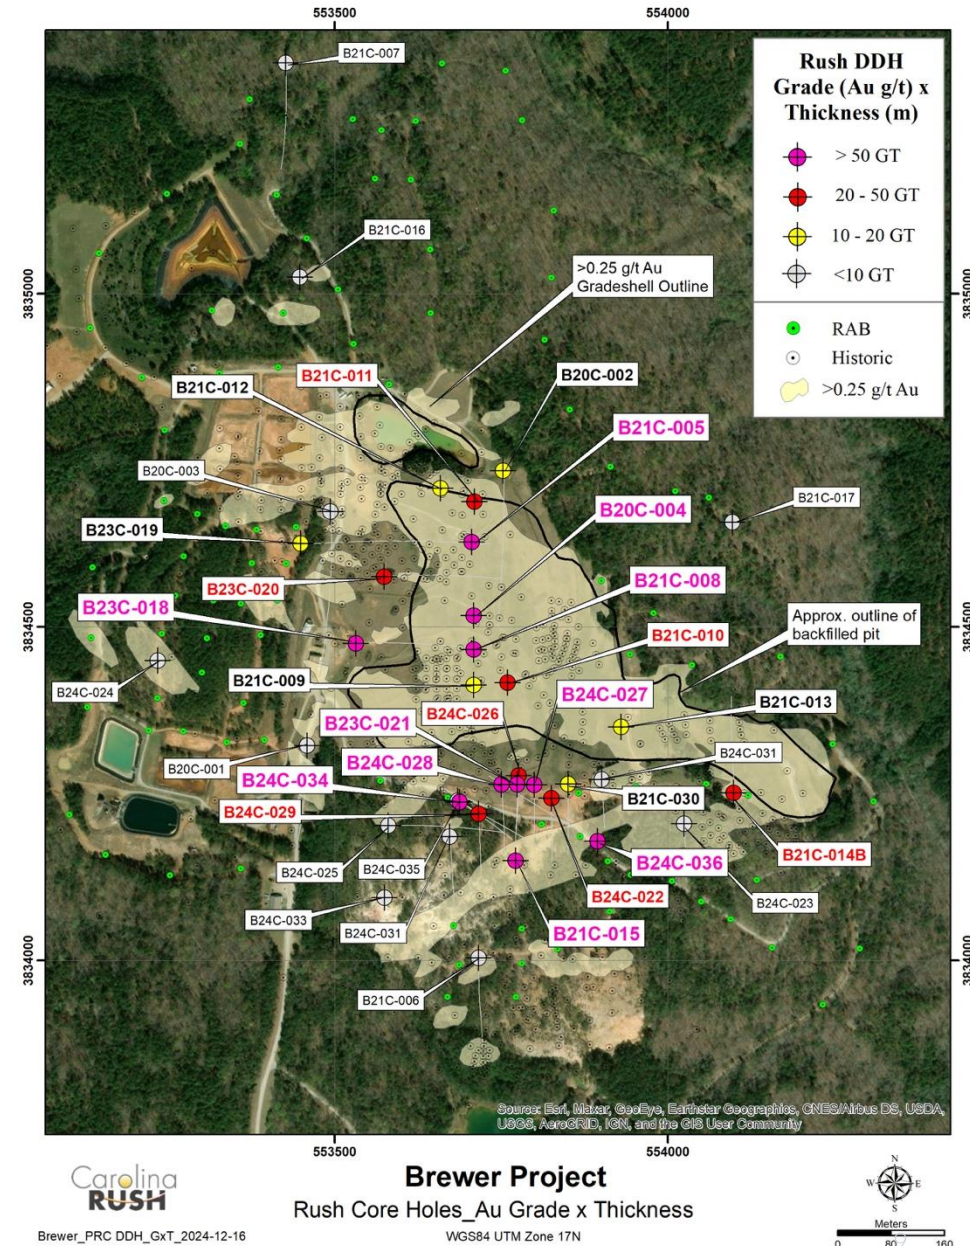 553500
554000
B21C-007
Rush DDH
Grade (Au g/t) x
Thickness (m)
> 50 GT
20 - 50 GT
10 - 20 GT
<10 GT
RAB
Historic
>0.25 g/t Au
B21C-016
>0.25 g/t Au
Gradeshell Outline
3835000
3835000
B21C-011
B20C-002
B21C-012
B21C-005
B20C-003
B21C-017
B20C-004
B23C-019
B21C-008
B23C-020
B23C-018
3834500
3834500
Approx. outline of
backfilled pit
B21C-010
B24C-024
B21C-009
B24C-027
B24C-026
B21C-013
B23C-021
B24C-031
B20C-001
B24C-028
B24C-034
B21C-030
B24C-029
B21C-014B
B24C-036
B24C-025
B24C-035
B24C-022
B24C-023
B24C-033
B24C-031
B21C-015
3834000
3834000
B21C-006
Source: Esri, Maxar, GeoEye, Earthstar Geographics, CNES/Airbus DS, USDA,
USGS, AeroGRID, IGN, and the GIS User Community
553500
554000
Carolina
RUSH
Brewer Project
Rush Core Holes_Au Grade x Thickness
Brewer_PRC DDH_GxT_2024-12-16
WGS84 UTM Zone 17N
N
W
E
S
Meters
0
80
160